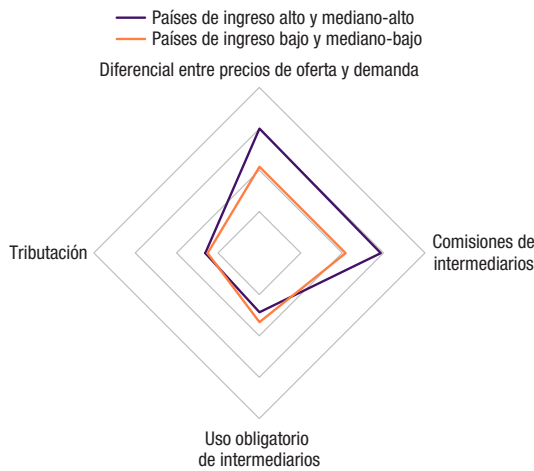 Países de ingreso alto y mediano-alto
Países de ingreso bajo y mediano-bajo
Diferencial entre precios de oferta y demanda
Tributación
Comisiones de
intermediarios
Uso obligatorio
de intermediarios